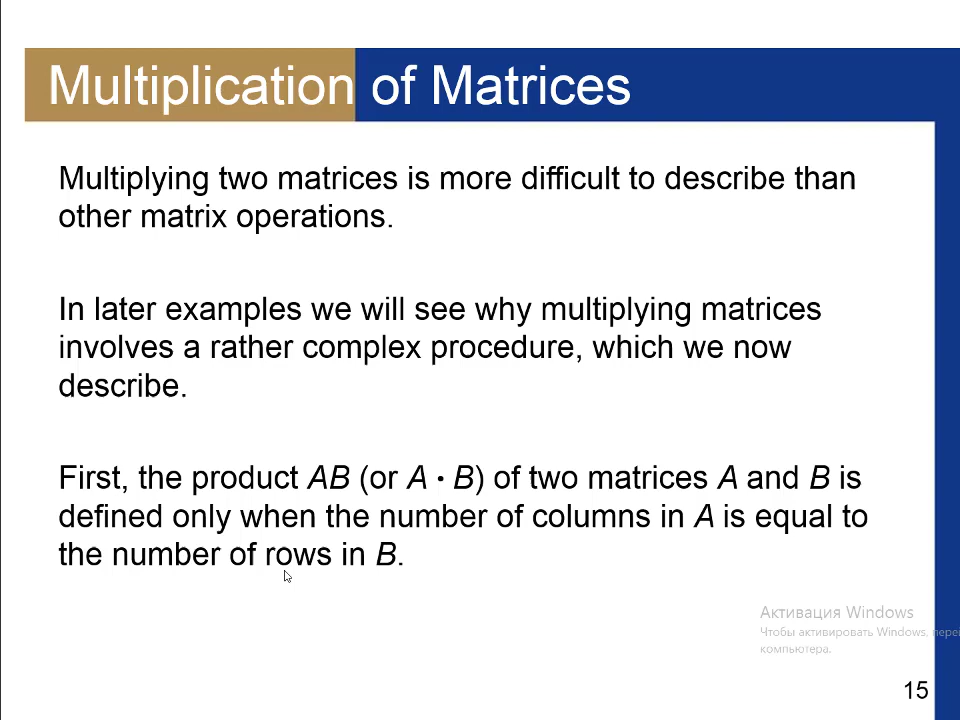 Multiplication of Matrices
Multiplying two matrices is more difficult to describe than
other matrix operations.
In later examples we will see why multiplying matrices
involves a rather complex procedure, which we now
describe.
First, the product AB (or A · B) of two matrices A and B is
defined only when the number of columns in A is equal to
the number of rows in B.
Активация Windows
Чтобы активировать Windows, пере
компьютера.
15